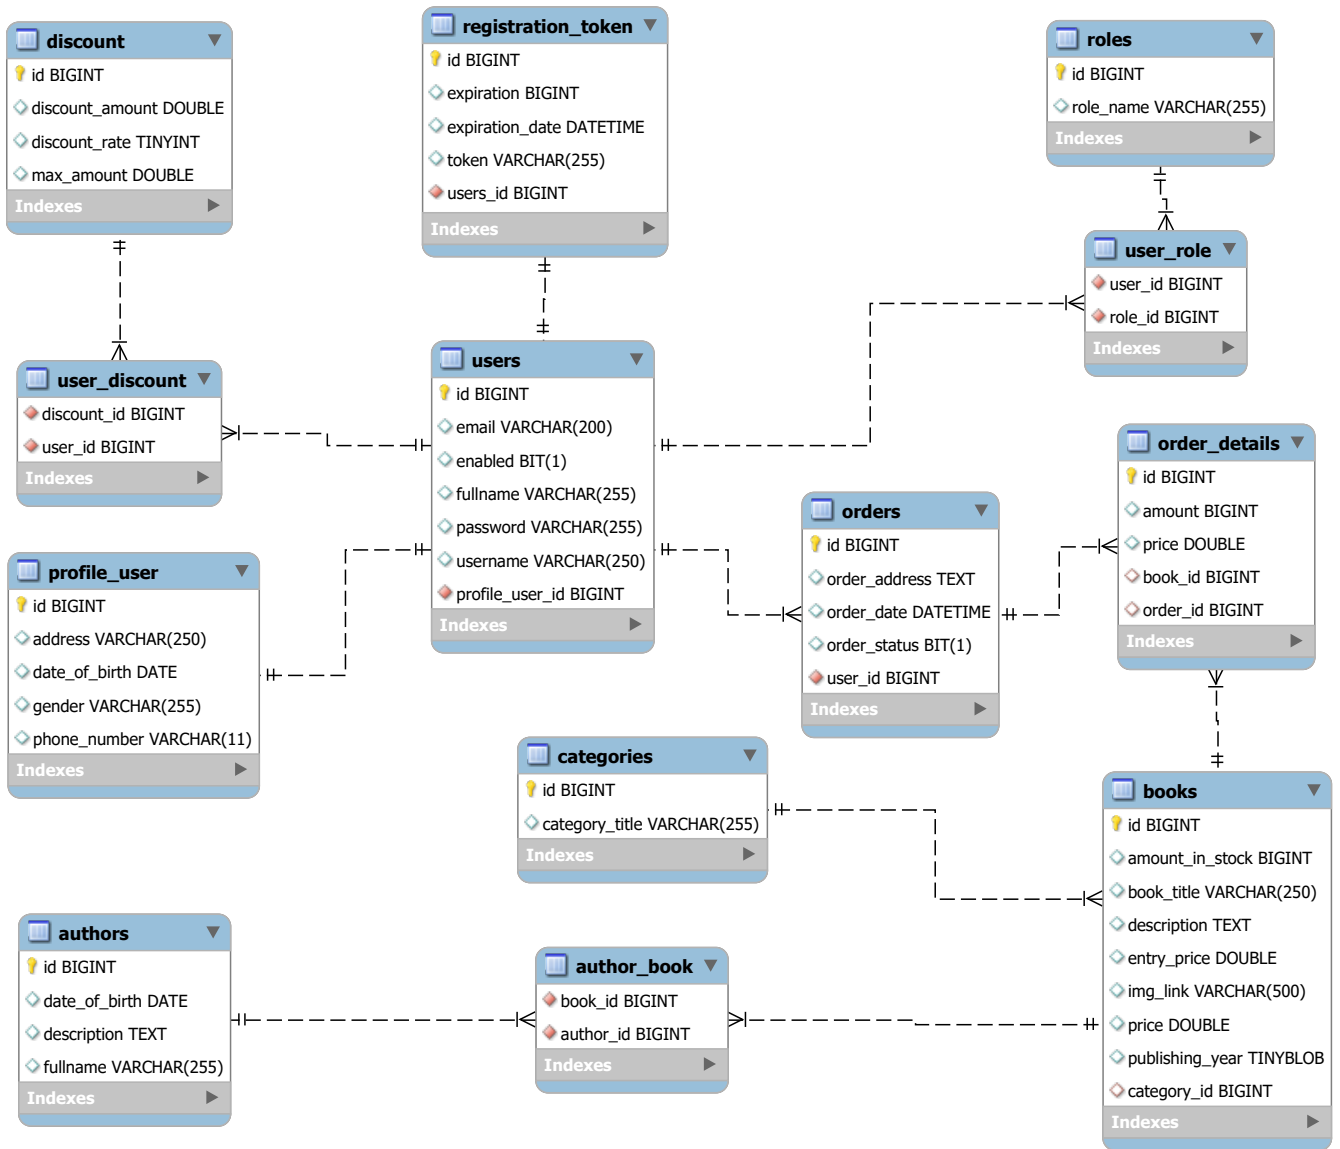 discount
id BIGINT
discount_amount DOUBLE
discount_rate TINYINT
max_amount DOUBLE
Indexes
registration_token
id BIGINT
expiration BIGINT
expiration_date DATETIME
token VARCHAR(255)
users_id BIGINT
Indexes
roles
id BIGINT
role_name VARCHAR(255)
Indexes
user_role
user_id BIGINT
role_id BIGINT
Indexes
user_discount
discount_id BIGINT
user_id BIGINT
Indexes
users
id BIGINT
email VARCHAR(200)
enabled BIT(1)
fullname VARCHAR(255)
password VARCHAR(255)
username VARCHAR(250)
profile_user_id BIGINT
Indexes
order_details
id BIGINT
amount BIGINT
price DOUBLE
book_id BIGINT
order_id BIGINT
Indexes
orders
id BIGINT
order_address TEXT
order_date DATETIME
order_status BIT(1)
user_id BIGINT
Indexes
profile_user
id BIGINT
address VARCHAR(250)
date_of_birth DATE
gender VARCHAR(255)
phone_number VARCHAR(11)
Indexes
categories
id BIGINT
category_title VARCHAR(255)
Indexes
books
id BIGINT
amount_in_stock BIGINT
book_title VARCHAR(250)
description TEXT
entry_price DOUBLE
img_link VARCHAR(500)
price DOUBLE
publishing_year TINYBLOB
category_id BIGINT
Indexes
authors
id BIGINT
date_of_birth DATE
description TEXT
fullname VARCHAR(255)
Indexes
author_book
book_id BIGINT
author_id BIGINT
Indexes